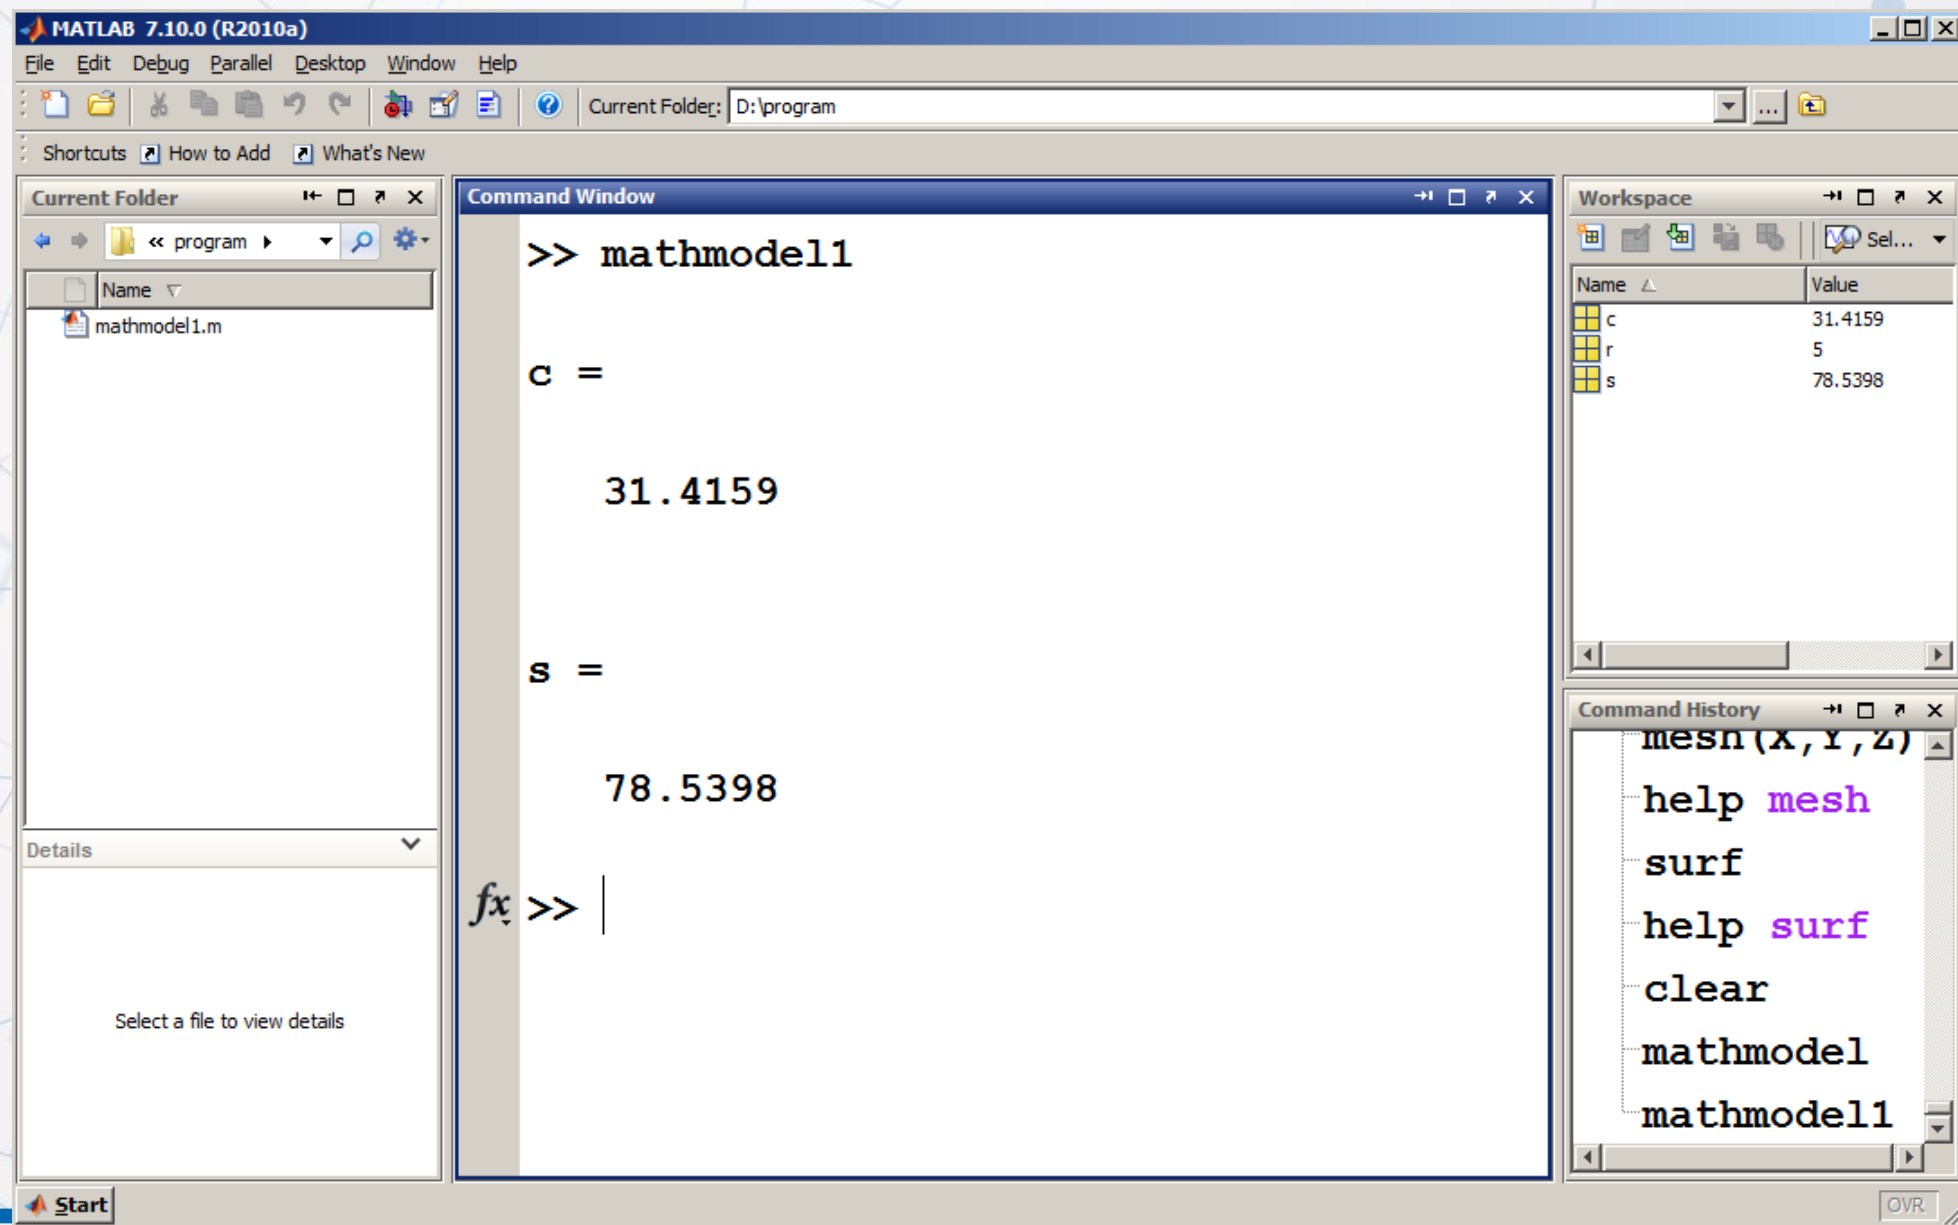 MATLAB 7.10.0 (R2010a)
File Edit Debug Parallel Desktop Window Help
Current Folder: D:\program ...
Shortcuts How to Add What's New
Current Folder
« program
Name
mathmodel1.m
Details
Select a file to view details
Command Window
>> mathmodel1
c =
31.4159
s =
78.5398
fx >>
Workspace
Sel...
Name Value
c 31.4159
r 5
s 78.5398
Command History
mesh(X,Y,Z)
help mesh
surf
help surf
clear
mathmodel
mathmodel1
Start
OVR